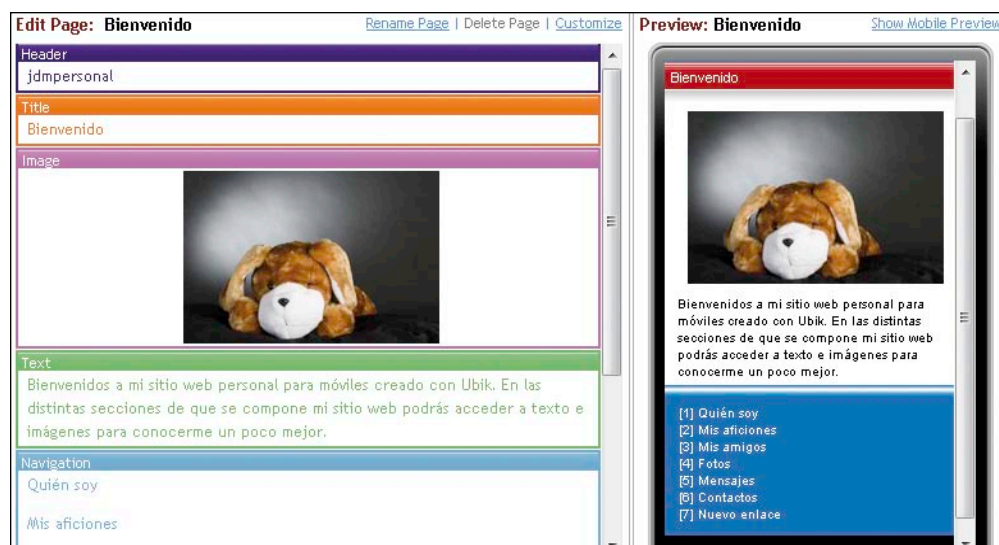 Edit Page: Bienvenido
Rename Page | Delete Page | Customize
Header
jdmpersonal
Title
Bienvenido
Image
Text
Bienvenidos a mi sitio web personal para móviles creado con Ubik. En las
distintas secciones de que se compone mi sitio web podrás acceder a texto e
imágenes para conocerme un poco mejor.
Navigation
Quién soy
Mis aficiones
Preview: Bienvenido
Show Mobile Preview
Bienvenido
Bienvenidos a mi sitio web personal para
móviles creado con Ubik. En las distintas
secciones de que se compone mi sitio web
podrás acceder a texto e imágenes para
conocerme un poco mejor.
[1] Quién soy
[2] Mis aficiones
[3] Mis amigos
[4] Fotos
[5] Mensajes
[6] Contactos
[7] Nuevo enlace